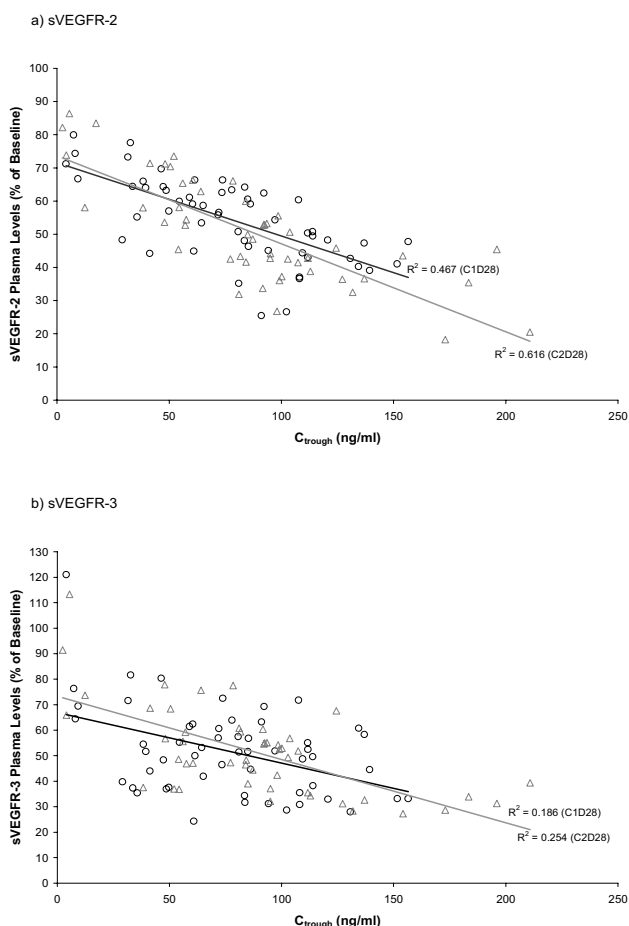 a) sVEGFR-2
sVEGFR-2 Plasma Levels (% of Baseline)
100
90
80
70
60
50
40
30
20
10
0
R² = 0.467 (C1D28)
R² = 0.616 (C2D28)
0 50 100 150 200 250
Ctrough (ng/ml)
b) sVEGFR-3
sVEGFR-3 Plasma Levels (% of Baseline)
130
120
110
100
90
80
70
60
50
40
30
20
10
0
R² = 0.186 (C1D28)
R² = 0.254 (C2D28)
0 50 100 150 200 250
Ctrough (ng/ml)